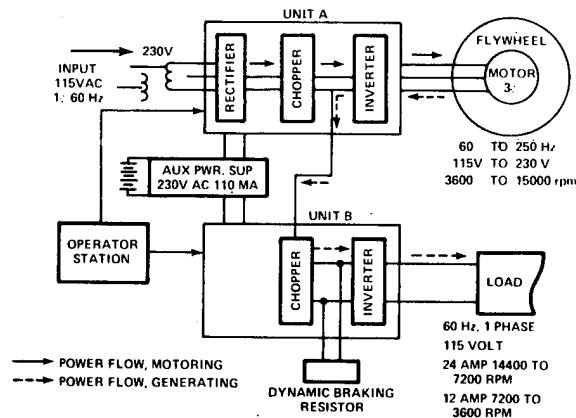 UNIT A
230V
INPUT
115VAC
1: 60 Hz
RECTIFIER
CHOPPER
INVERTER
FLYWHEEL
MOTOR
3:
60 TO 250 Hz
115V TO 230 V
3600 TO 15000 rpm
AUX PWR. SUP
230V AC 110 MA
UNIT B
OPERATOR
STATION
CHOPPER
INVERTER
LOAD
60 Hz, 1 PHASE
115 VOLT
24 AMP 14400 TO
7200 RPM
12 AMP 7200 TO
3600 RPM
POWER FLOW, MOTORING
POWER FLOW, GENERATING
DYNAMIC BRAKING
RESISTOR